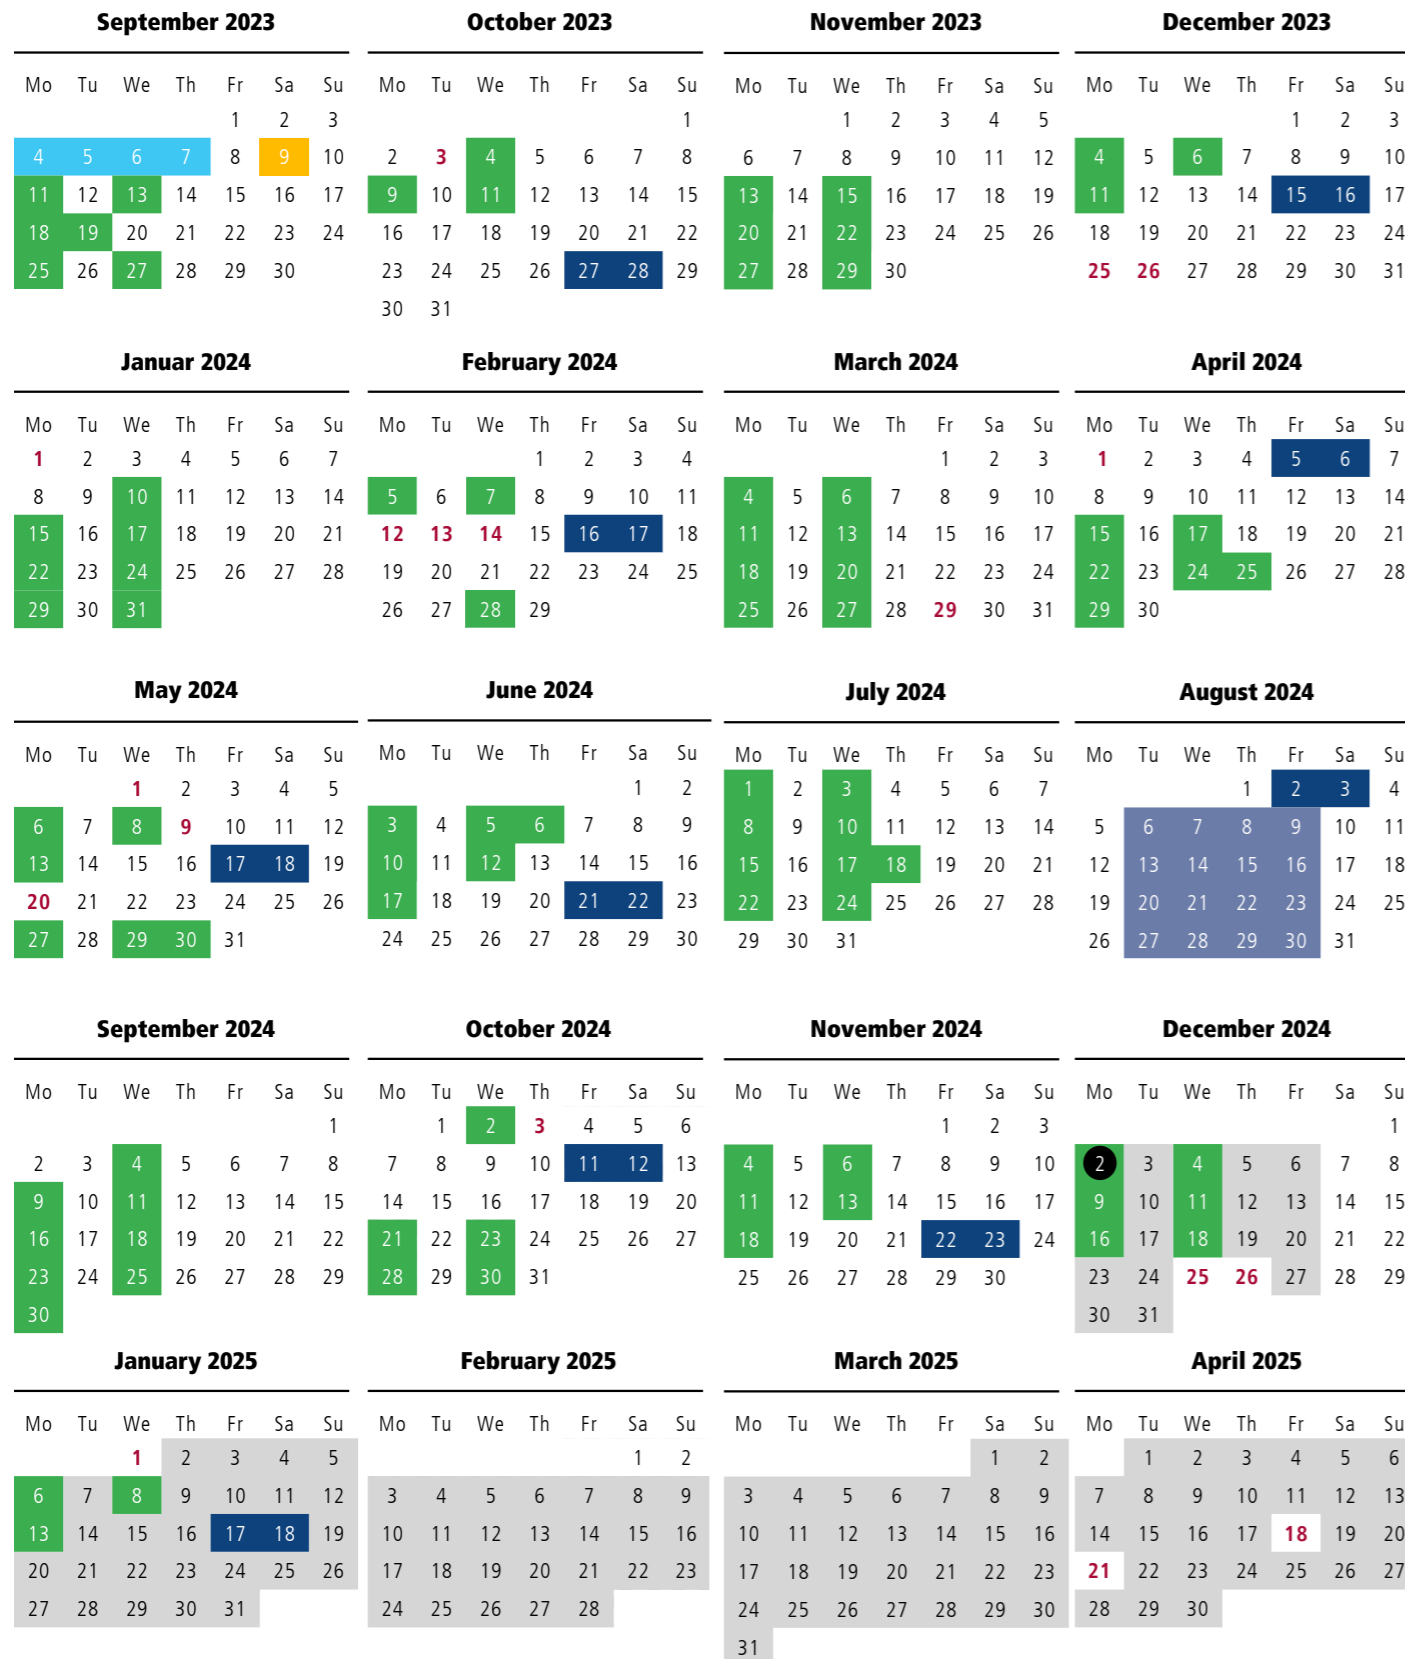 September 2023 October 2023 November 2023 December 2023
Mo Tu We Th Fr Sa Su Mo Tu We Th Fr Sa Su Mo Tu We Th Fr Sa Su Mo Tu We Th Fr Sa Su
1 2 3 1 1 2 3 4 5 1 2 3
4 5 6 7 8 9 10 2 3 4 5 6 7 8 6 7 8 9 10 11 12 4 5 6 7 8 9 10
11 12 13 14 15 16 17 9 10 11 12 13 14 15 13 14 15 16 17 18 19 11 12 13 14 15 16 17
18 19 20 21 22 23 24 16 17 18 19 20 21 22 20 21 22 23 24 25 26 18 19 20 21 22 23 24
25 26 27 28 29 30 23 24 25 26 27 28 29 27 28 29 30 25 26 27 28 29 30 31
30 31
Januar 2024 February 2024 March 2024 April 2024
Mo Tu We Th Fr Sa Su Mo Tu We Th Fr Sa Su Mo Tu We Th Fr Sa Su Mo Tu We Th Fr Sa Su
1 2 3 4 5 6 7 1 2 3 4 1 2 3 1 2 3 4 5 6 7
8 9 10 11 12 13 14 5 6 7 8 9 10 11 4 5 6 7 8 9 10 8 9 10 11 12 13 14
15 16 17 18 19 20 21 12 13 14 15 16 17 18 11 12 13 14 15 16 17 15 16 17 18 19 20 21
22 23 24 25 26 27 28 19 20 21 22 23 24 25 18 19 20 21 22 23 24 22 23 24 25 26 27 28
29 30 31 26 27 28 29 25 26 27 28 29 30 31 29 30
May 2024 June 2024 July 2024 August 2024
Mo Tu We Th Fr Sa Su Mo Tu We Th Fr Sa Su Mo Tu We Th Fr Sa Su Mo Tu We Th Fr Sa Su
1 2 3 4 5 1 2 1 2 3 4 5 6 7 1 2 3 4
6 7 8 9 10 11 12 3 4 5 6 7 8 9 8 9 10 11 12 13 14 5 6 7 8 9 10 11
13 14 15 16 17 18 19 10 11 12 13 14 15 16 15 16 17 18 19 20 21 12 13 14 15 16 17 18
20 21 22 23 24 25 26 17 18 19 20 21 22 23 22 23 24 25 26 27 28 19 20 21 22 23 24 25
27 28 29 30 31 24 25 26 27 28 29 30 29 30 31 26 27 28 29 30 31
September 2024 October 2024 November 2024 December 2024
Mo Tu We Th Fr Sa Su Mo Tu We Th Fr Sa Su Mo Tu We Th Fr Sa Su Mo Tu We Th Fr Sa Su
1 1 2 3 4 5 6 1 2 3 1
2 3 4 5 6 7 8 7 8 9 10 11 12 13 4 5 6 7 8 9 10 2 3 4 5 6 7 8
9 10 11 12 13 14 15 14 15 16 17 18 19 20 11 12 13 14 15 16 17 9 10 11 12 13 14 15
16 17 18 19 20 21 22 21 22 23 24 25 26 27 18 19 20 21 22 23 24 16 17 18 19 20 21 22
23 24 25 26 27 28 29 28 29 30 31 25 26 27 28 29 30 23 24 25 26 27 28 29
30 30 31
January 2025 February 2025 March 2025 April 2025
Mo Tu We Th Fr Sa Su Mo Tu We Th Fr Sa Su Mo Tu We Th Fr Sa Su Mo Tu We Th Fr Sa Su
1 2 3 4 5 1 2 1 2 1 2 3 4 5 6
6 7 8 9 10 11 12 3 4 5 6 7 8 9 3 4 5 6 7 8 9 7 8 9 10 11 12 13
13 14 15 16 17 18 19 10 11 12 13 14 15 16 10 11 12 13 14 15 16 14 15 16 17 18 19 20
20 21 22 23 24 25 26 17 18 19 20 21 22 23 17 18 19 20 21 22 23 21 22 23 24 25 26 27
27 28 29 30 31 24 25 26 27 28 24 25 26 27 28 29 30 28 29 30
31